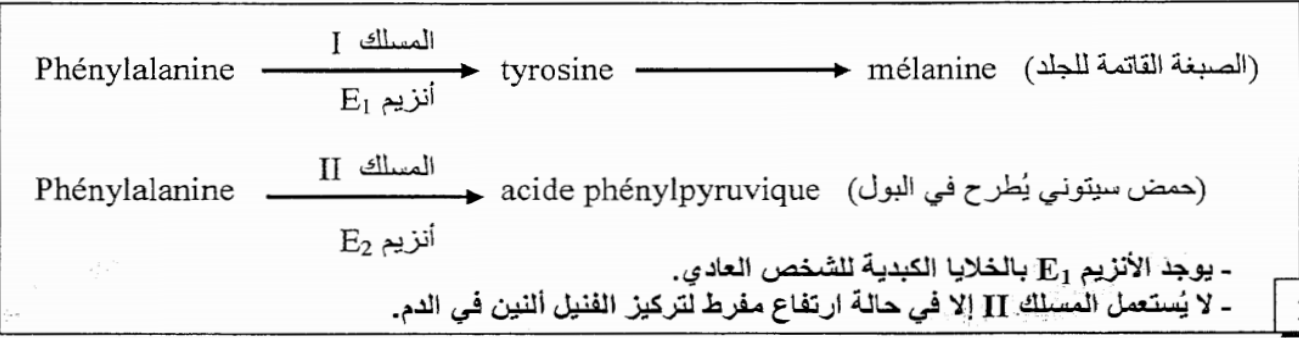 المسلك I
Phénylalanine → tyrosine → mélanine (الصبغة القاتمة للجلد)
أنزيم E₁
المسلك II
Phénylalanine → acide phénylpyruvique (حمض سيتوني يُطرح في البول)
أنزيم E₂
- يوجد الأنزيم E₁ بالخلايا الكبدية للشخص العادي.
- لا يُستعمل المسلك II إلا في حالة ارتفاع مفرط لتركيز الفنيل ألنين في الدم.